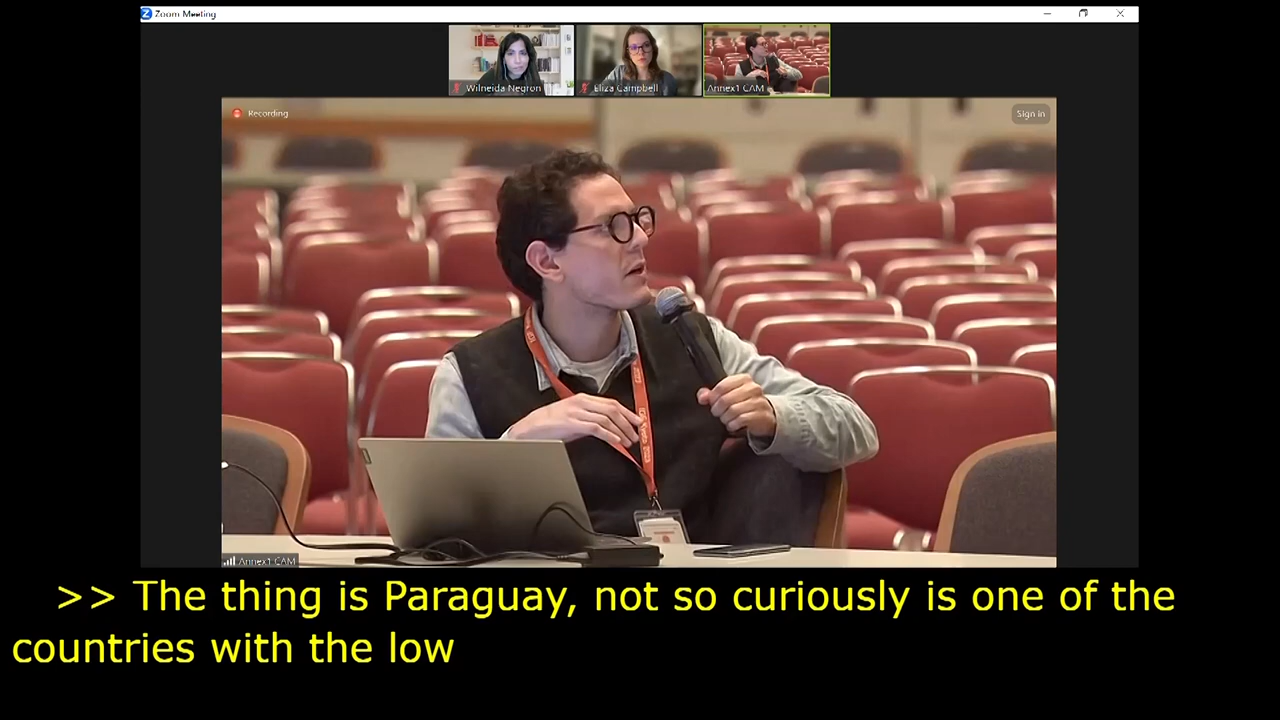 Zoom Meeting
Wilneida Negron
Eliza Campbell
Annex1 CAM
Recording
Sign in
Annex1 CAM
>> The thing is Paraguay, not so curiously is one of the
countries with the low